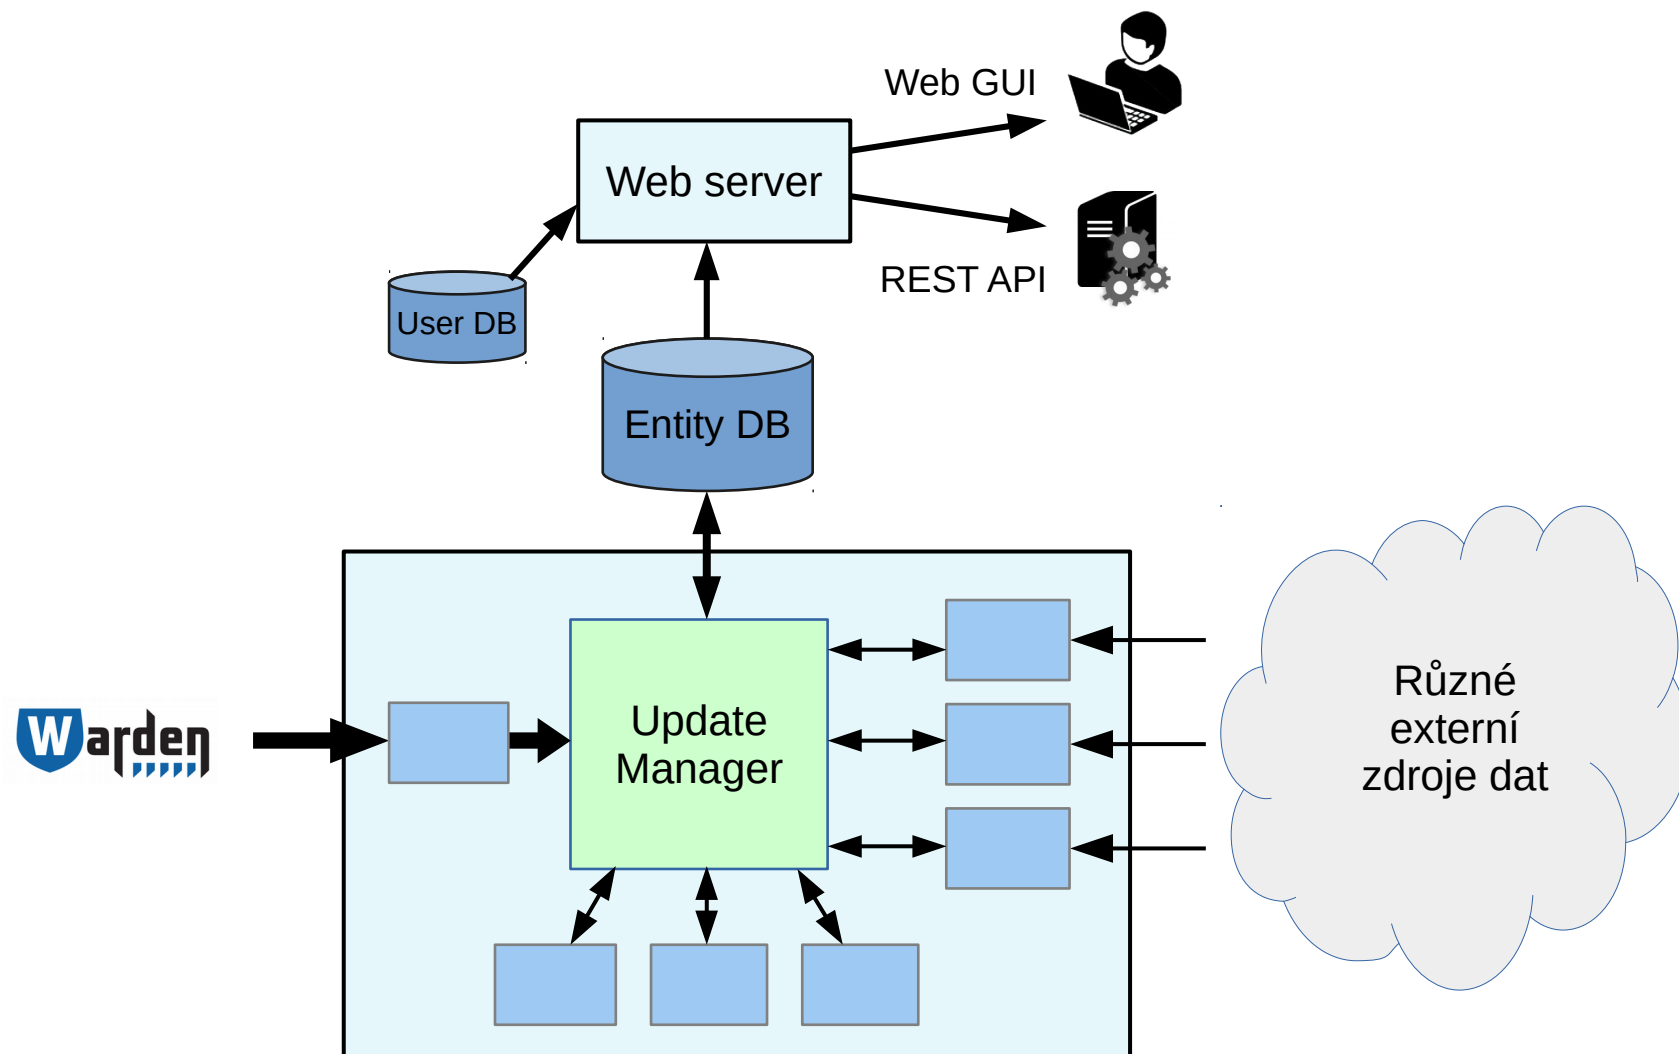 Web GUI
Web server
REST API
User DB
Entity DB
Warden
Update
Manager
Různé
externí
zdroje dat